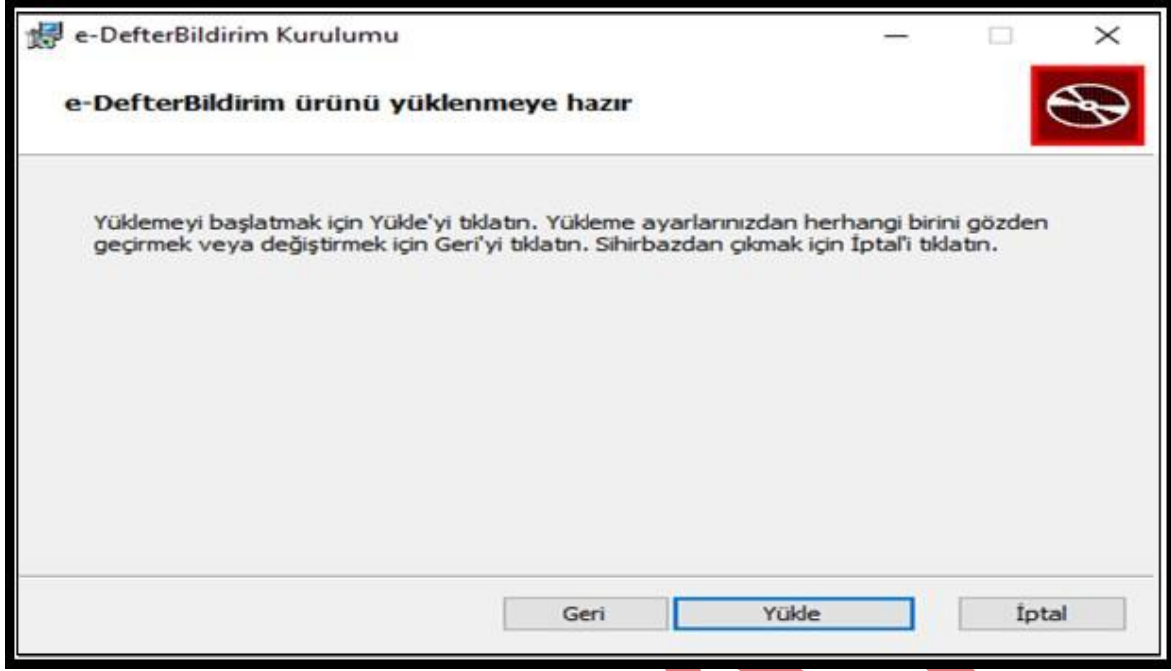 e-DefterBildirim Kurulumu
e-DefterBildirim ürünü yüklenmeye hazır
Yüklemeyi başlatmak için Yükle'yi tıklatın. Yükleme ayarlarınızdan herhangi birini gözden
geçirmek veya değiştirmek için Geri'yi tıklatın. Sihirbazdan çıkmak için İptal'i tıklatın.
Geri
Yükle
İptal